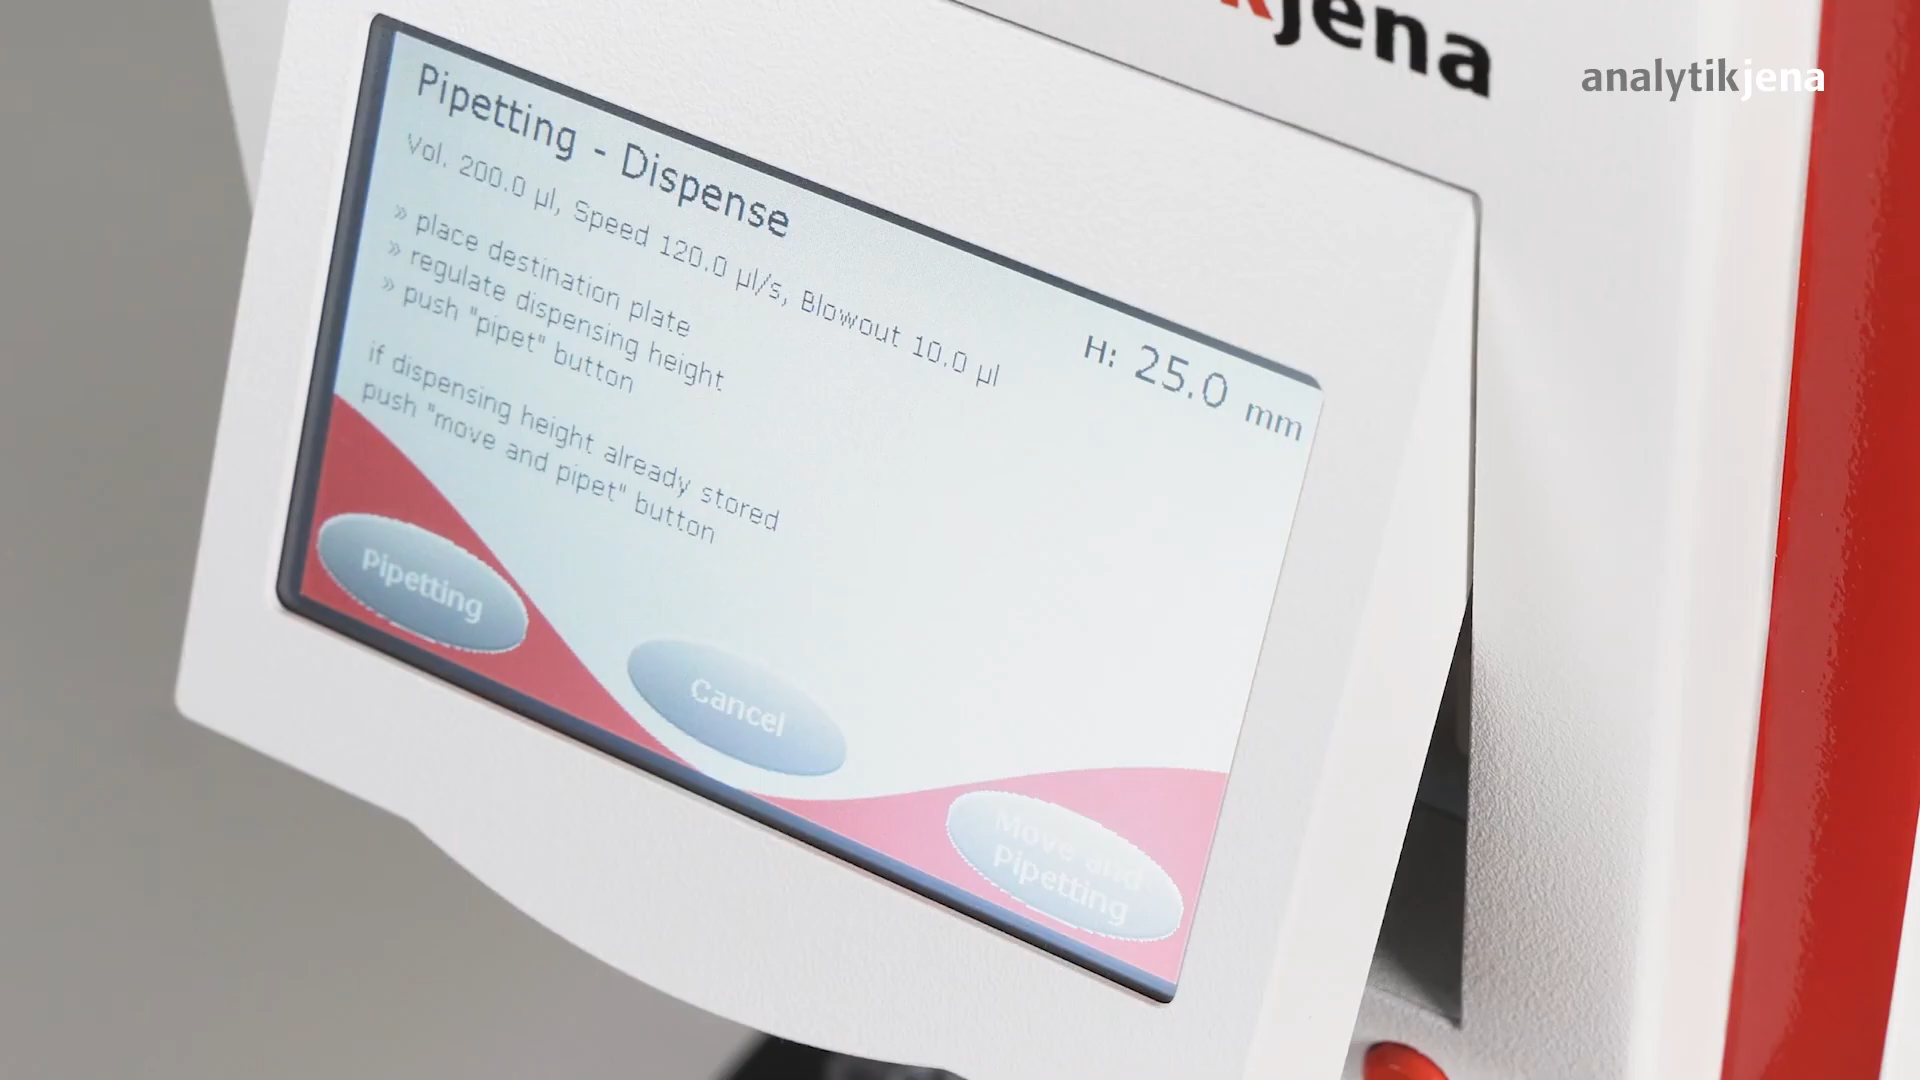 kjena
analytikjena
Pipetting - Dispense
Vol. 200.0 µl, Speed 120.0 µl/s, Blowout 10.0 µl
H: 25.0 mm
» place destination plate
» regulate dispensing height
» push "pipet" button
if dispensing height already stored
push "move and pipet" button
Pipetting
Cancel
Move and
Pipetting